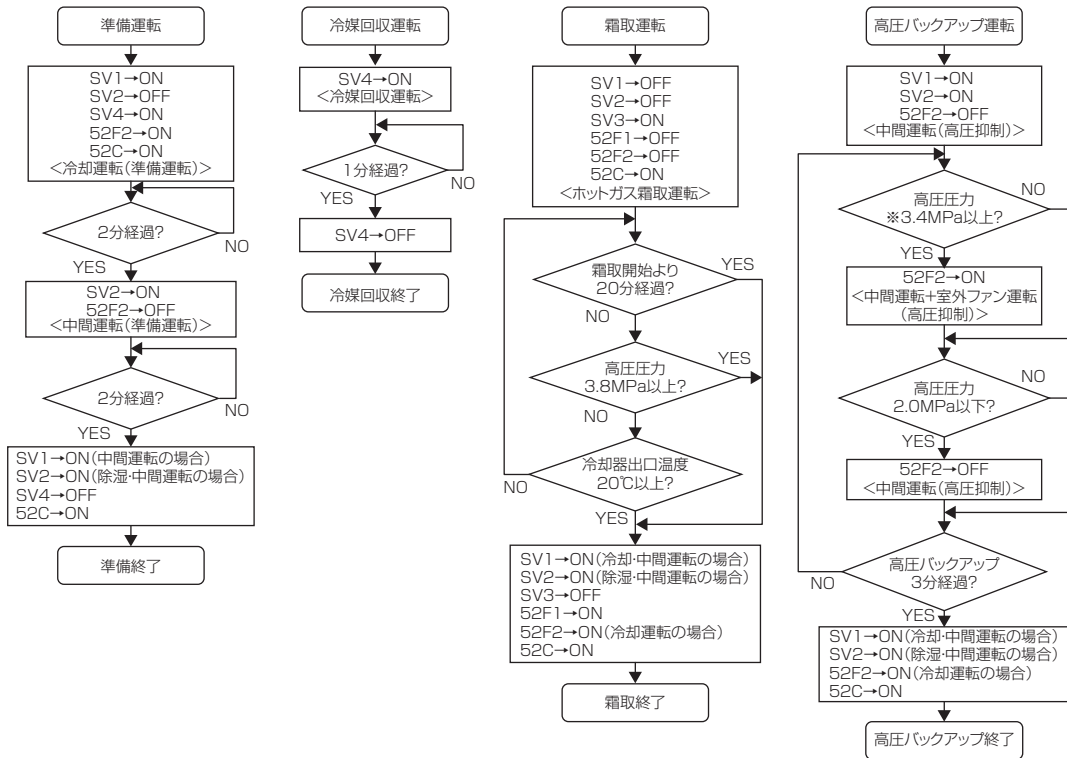 準備運転
SV1→ON
SV2→OFF
SV4→ON
52F2→ON
52C→ON
<冷却運転(準備運転)>
2分経過?
NO
YES
SV2→ON
52F2→OFF
<中間運転(準備運転)>
2分経過?
NO
YES
SV1→ON(中間運転の場合)
SV2→ON(除湿·中間運転の場合)
SV4→OFF
52C→ON
準備終了
冷媒回収運転
SV4→ON
<冷媒回収運転>
1分経過?
NO
YES
SV4→OFF
冷媒回収終了
霜取運転
SV1→OFF
SV2→OFF
SV3→ON
52F1→OFF
52F2→OFF
52C→ON
<ホットガス霜取運転>
霜取開始より
20分経過?
YES
NO
高圧圧力
3.8MPa以上?
YES
NO
冷却器出口温度
20℃以上?
NO
YES
SV1→ON(冷却·中間運転の場合)
SV2→ON(除湿·中間運転の場合)
SV3→OFF
52F1→ON
52F2→ON(冷却運転の場合)
52C→ON
霜取終了
高圧バックアップ運転
SV1→ON
SV2→ON
52F2→OFF
<中間運転(高圧抑制)>
高圧圧力
※3.4MPa以上?
NO
YES
52F2→ON
<中間運転+室外ファン運転
(高圧抑制)>
高圧圧力
2.0MPa以下?
NO
YES
52F2→OFF
<中間運転(高圧抑制)>
高圧バックアップ
3分経過?
NO
YES
SV1→ON(冷却·中間運転の場合)
SV2→ON(除湿·中間運転の場合)
52F2→ON(冷却運転の場合)
52C→ON
高圧バックアップ終了